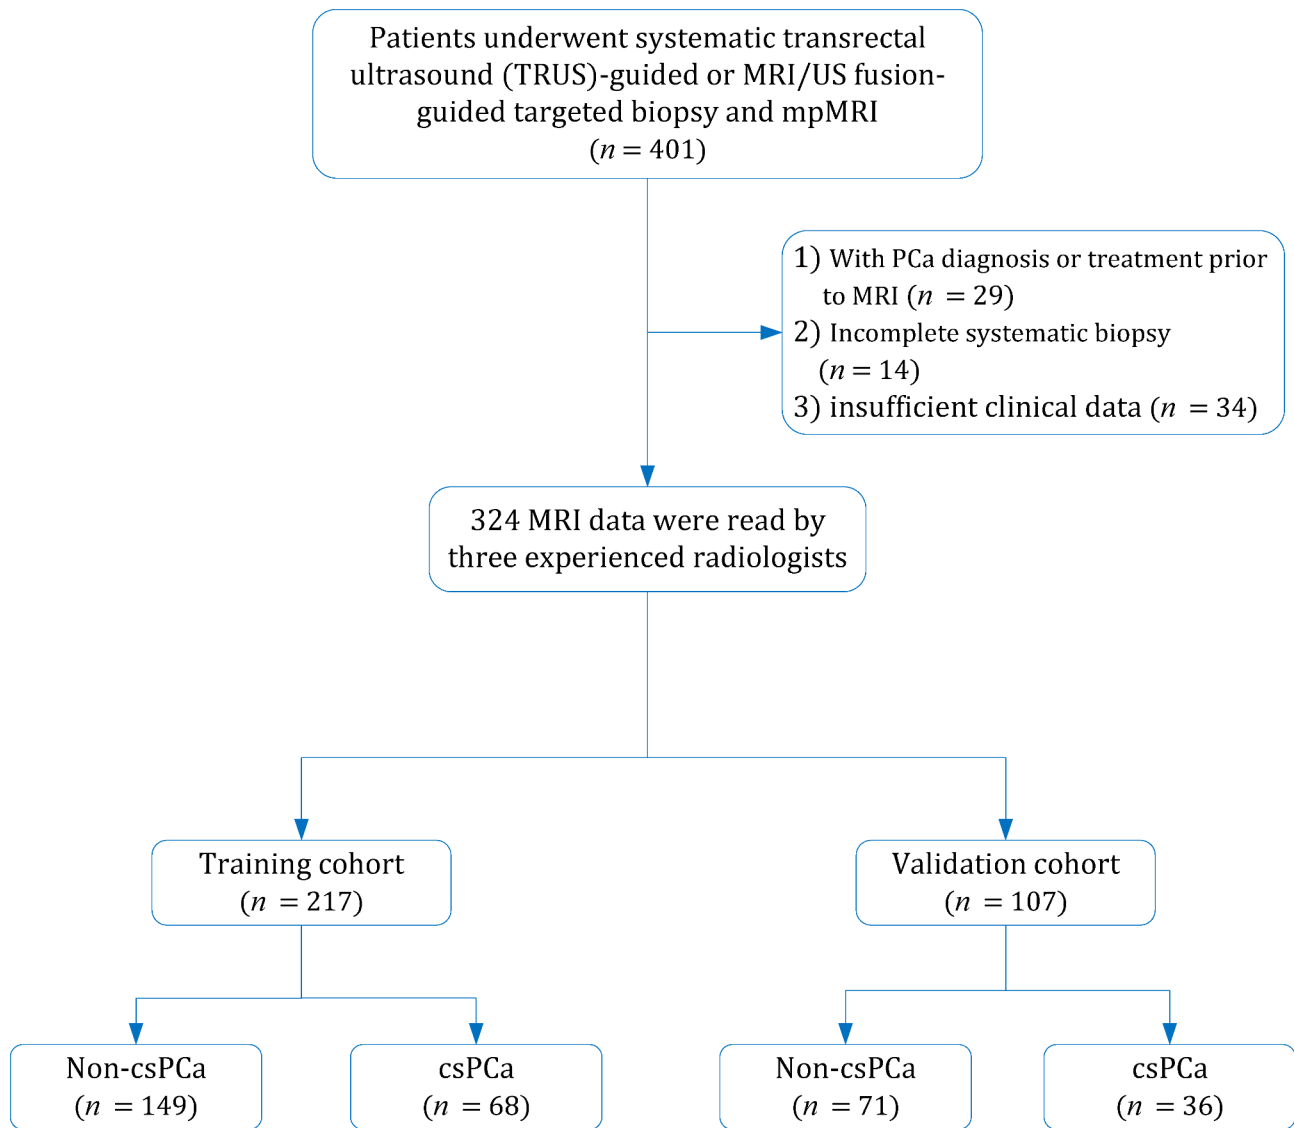 Patients underwent systematic transrectal
ultrasound (TRUS)-guided or MRI/US fusion-
guided targeted biopsy and mpMRI
(n = 401)
1) With PCa diagnosis or treatment prior
to MRI (n = 29)
2) Incomplete systematic biopsy
(n = 14)
3) insufficient clinical data (n = 34)
324 MRI data were read by
three experienced radiologists
Training cohort
(n = 217)
Validation cohort
(n = 107)
Non-csPCa
(n = 149)
csPCa
(n = 68)
Non-csPCa
(n = 71)
csPCa
(n = 36)